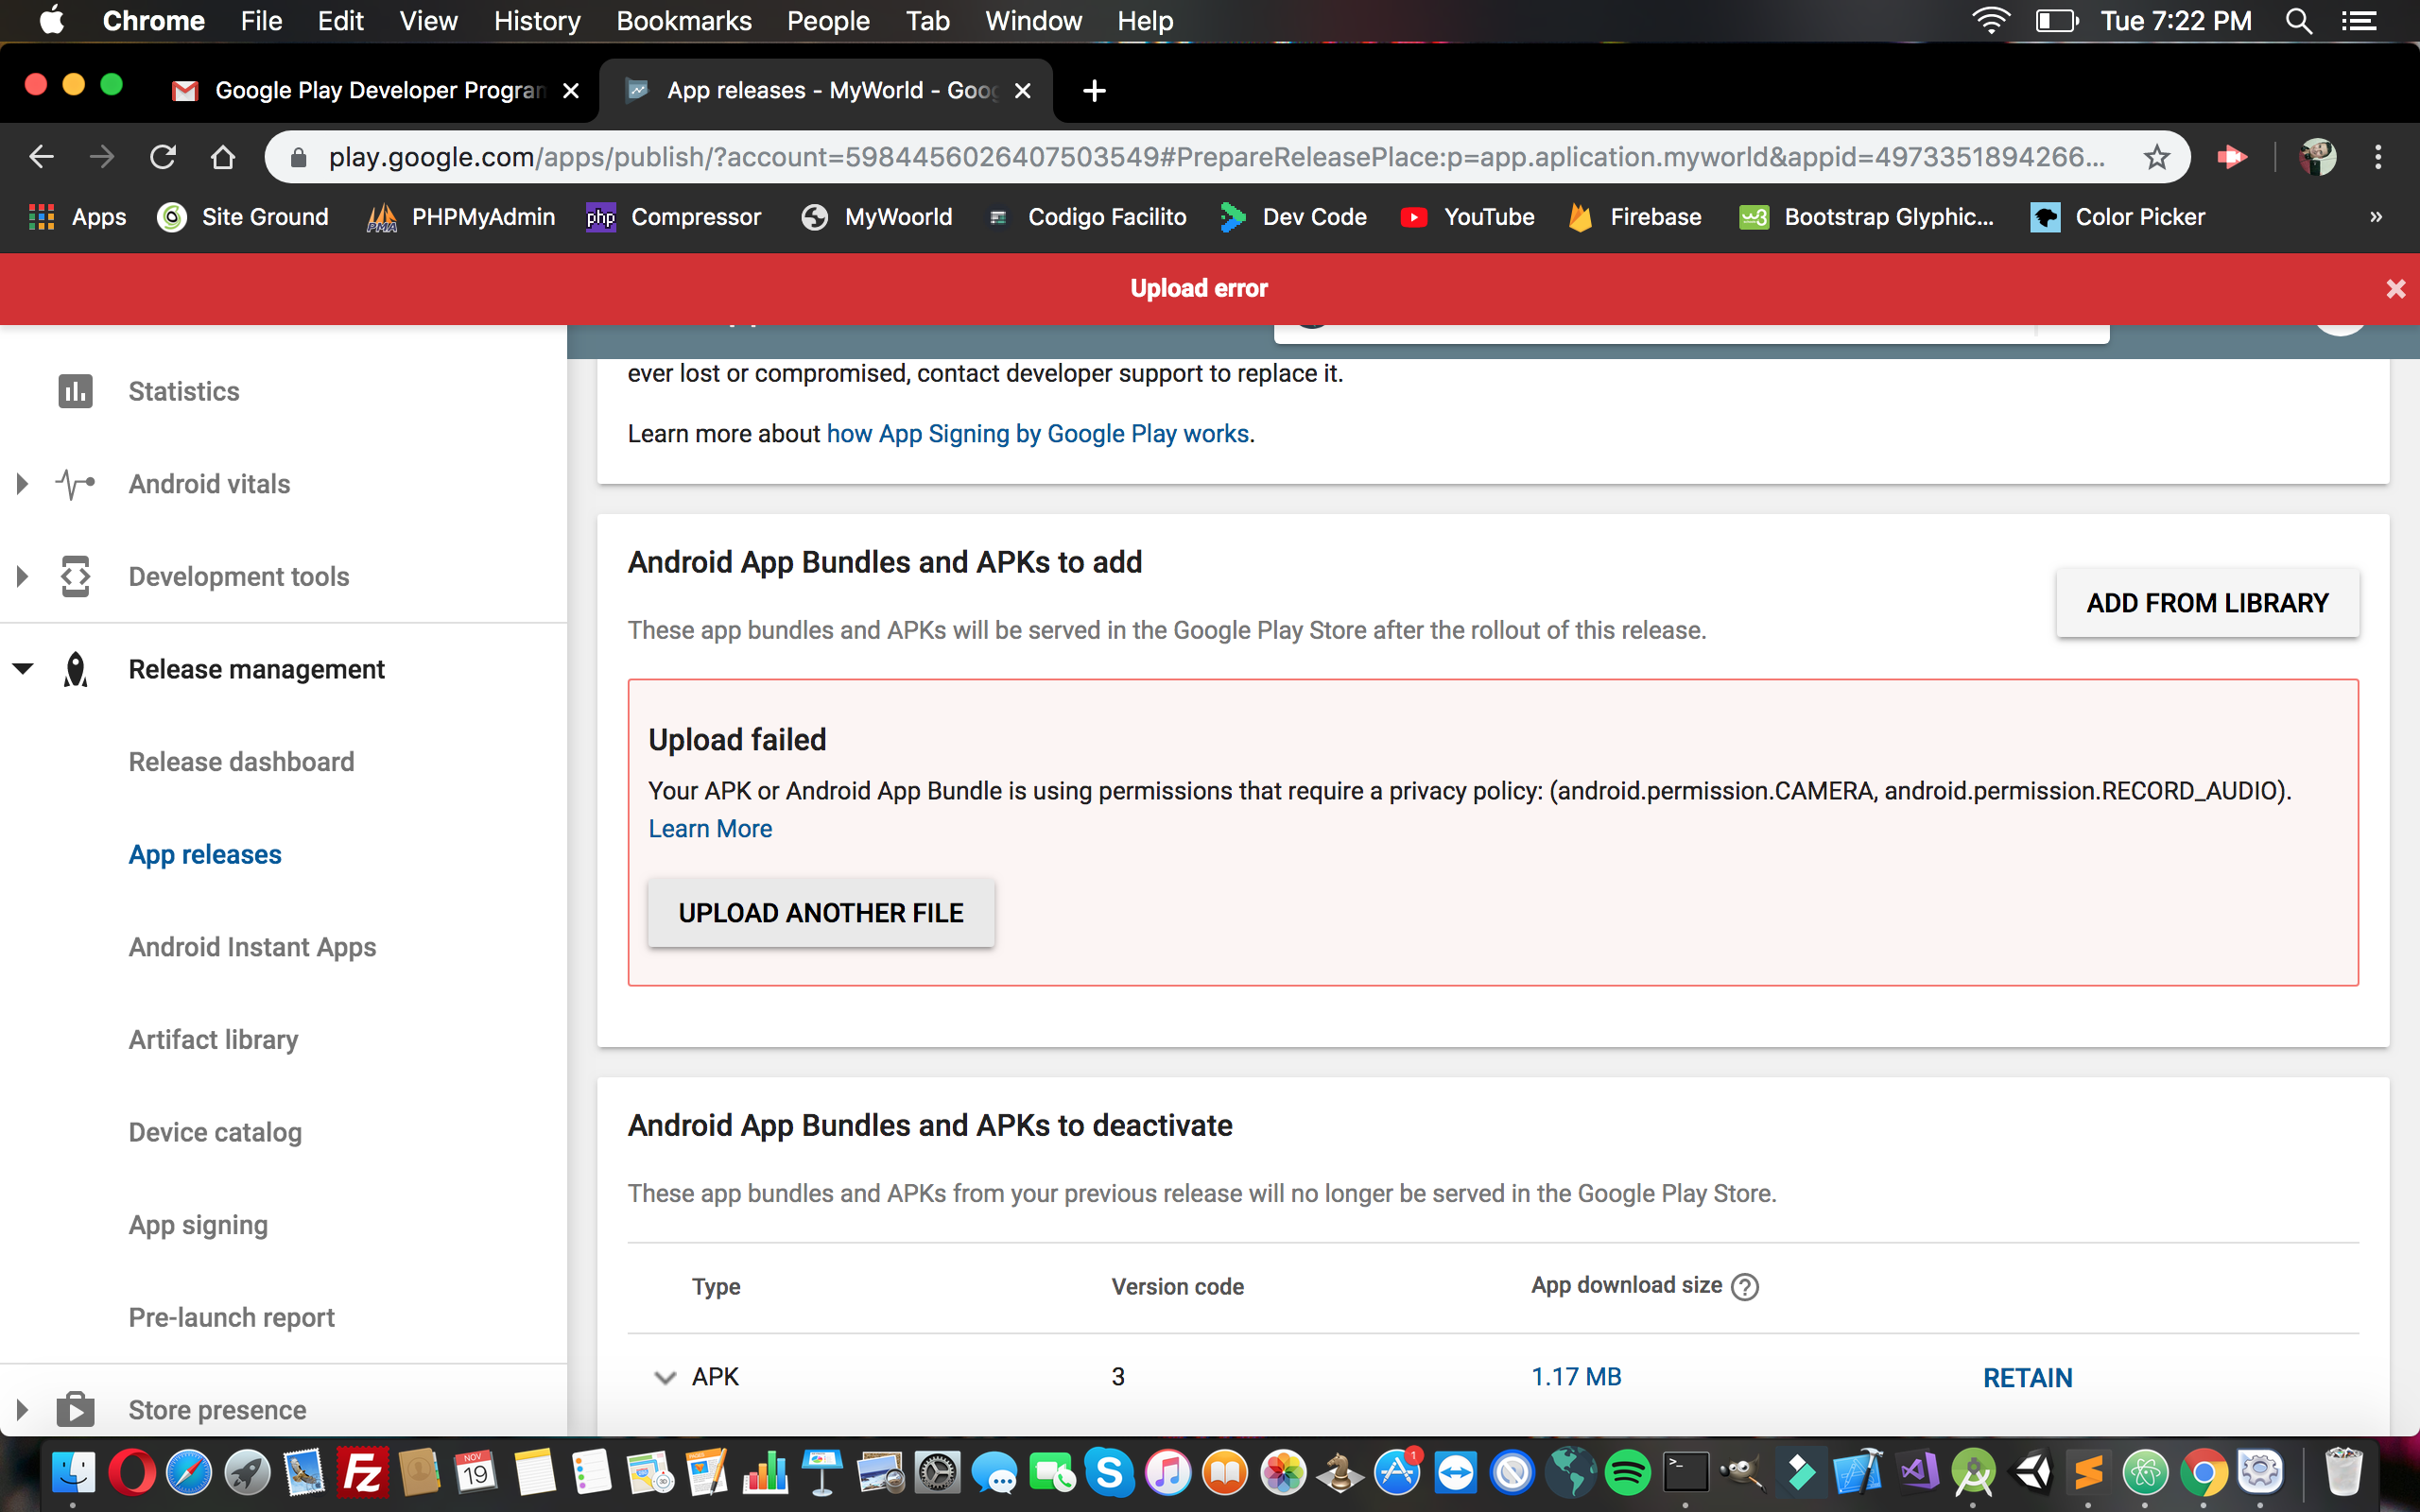 Chrome File Edit View History Bookmarks People Tab Window Help Tue 7:22 PM
Google Play Developer Program App releases - MyWorld - Goog
play.google.com/apps/publish/?account=5984456026407503549#PrepareReleasePlace:p=app.aplication.myworld&appid=4973351894266...
Apps Site Ground PMA PHPMyAdmin php Compressor MyWoorld Codigo Facilito Dev Code YouTube Firebase w3 Bootstrap Glyphic... Color Picker »
Upload error
ever lost or compromised, contact developer support to replace it.
Learn more about how App Signing by Google Play works.
Statistics
Android vitals
Development tools
Release management
Release dashboard
App releases
Android Instant Apps
Artifact library
Device catalog
App signing
Pre-launch report
Store presence
Android App Bundles and APKs to add
ADD FROM LIBRARY
These app bundles and APKs will be served in the Google Play Store after the rollout of this release.
Upload failed
Your APK or Android App Bundle is using permissions that require a privacy policy: (android.permission.CAMERA, android.permission.RECORD_AUDIO).
Learn More
UPLOAD ANOTHER FILE
Android App Bundles and APKs to deactivate
These app bundles and APKs from your previous release will no longer be served in the Google Play Store.
Type Version code App download size ?
APK 3 1.17 MB RETAIN
Fz NOV 19 S 1 >_